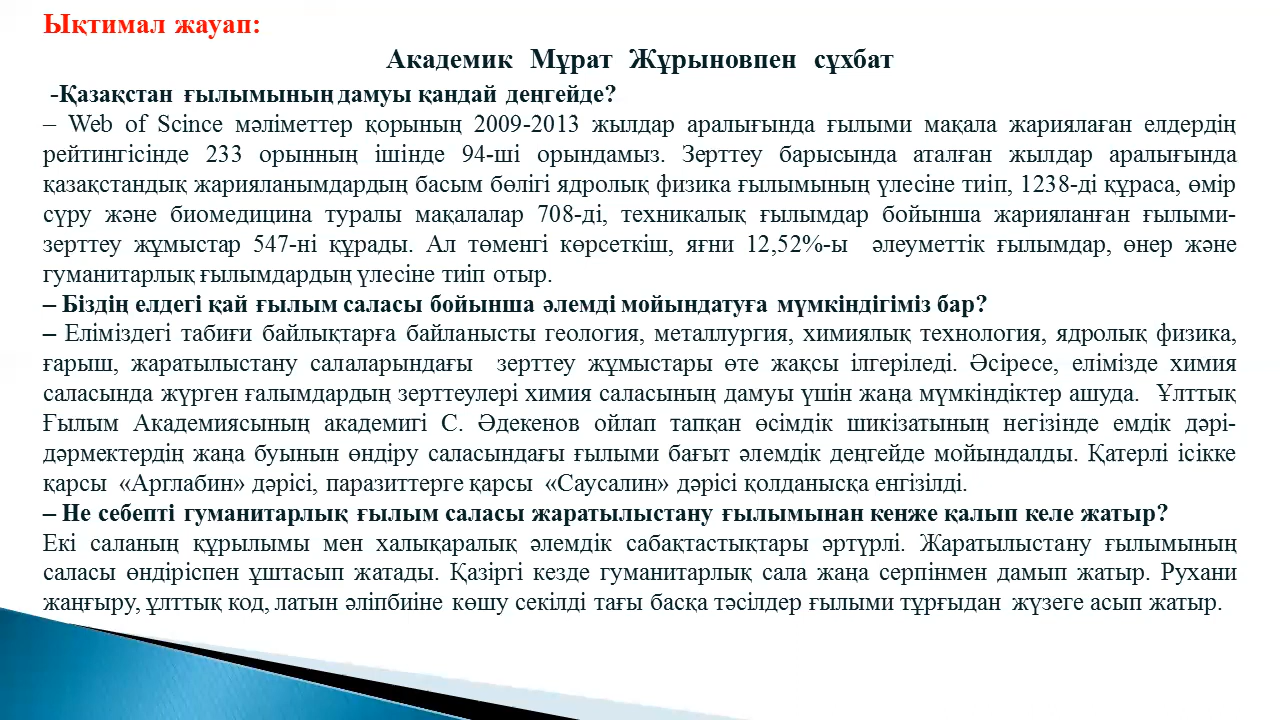 Ықтимал жауап:
Академик Мұрат Жұрыновпен сұхбат
-Қазақстан ғылымының дамуы қандай деңгейде?
– Web of Scince мәліметтер қорының 2009-2013 жылдар аралығында ғылыми мақала жариялаған елдердің
рейтингісінде 233 орынның ішінде 94-ші орындамыз. Зерттеу барысында аталған жылдар аралығында
қазақстандық жарияланымдардың басым бөлігі ядролық физика ғылымының үлесіне тиіп, 1238-ді құраса, өмір
сүру және биомедицина туралы мақалалар 708-ді, техникалық ғылымдар бойынша жарияланған ғылыми-
зерттеу жұмыстар 547-ні құрады. Ал төменгі көрсеткіш, яғни 12,52%-ы әлеуметтік ғылымдар, өнер және
гуманитарлық ғылымдардың үлесіне тиіп отыр.
– Біздің елдегі қай ғылым саласы бойынша әлемді мойындатуға мүмкіндігіміз бар?
– Еліміздегі табиғи байлықтарға байланысты геология, металлургия, химиялық технология, ядролық физика,
ғарыш, жаратылыстану салаларындағы зерттеу жұмыстары өте жақсы ілгеріледі. Әсіресе, елімізде химия
саласында жүрген ғалымдардың зерттеулері химия саласының дамуы үшін жаңа мүмкіндіктер ашуда. Ұлттық
Ғылым Академиясының академигі С. Әдекенов ойлап тапқан өсімдік шикізатының негізінде емдік дәрі-
дәрмектердің жаңа буынын өндіру саласындағы ғылыми бағыт әлемдік деңгейде мойындалды. Қатерлі ісікке
қарсы «Арглабин» дәрісі, паразиттерге қарсы «Саусалин» дәрісі қолданысқа енгізілді.
– Не себепті гуманитарлық ғылым саласы жаратылыстану ғылымынан кенже қалып келе жатыр?
Екі саланың құрылымы мен халықаралық әлемдік сабақтастықтары әртүрлі. Жаратылыстану ғылымының
саласы өндіріспен ұштасып жатады. Қазіргі кезде гуманитарлық сала жаңа серпінмен дамып жатыр. Рухани
жаңғыру, ұлттық код, латын әліпбиіне көшу секілді тағы басқа тәсілдер ғылыми тұрғыдан жүзеге асып жатыр.